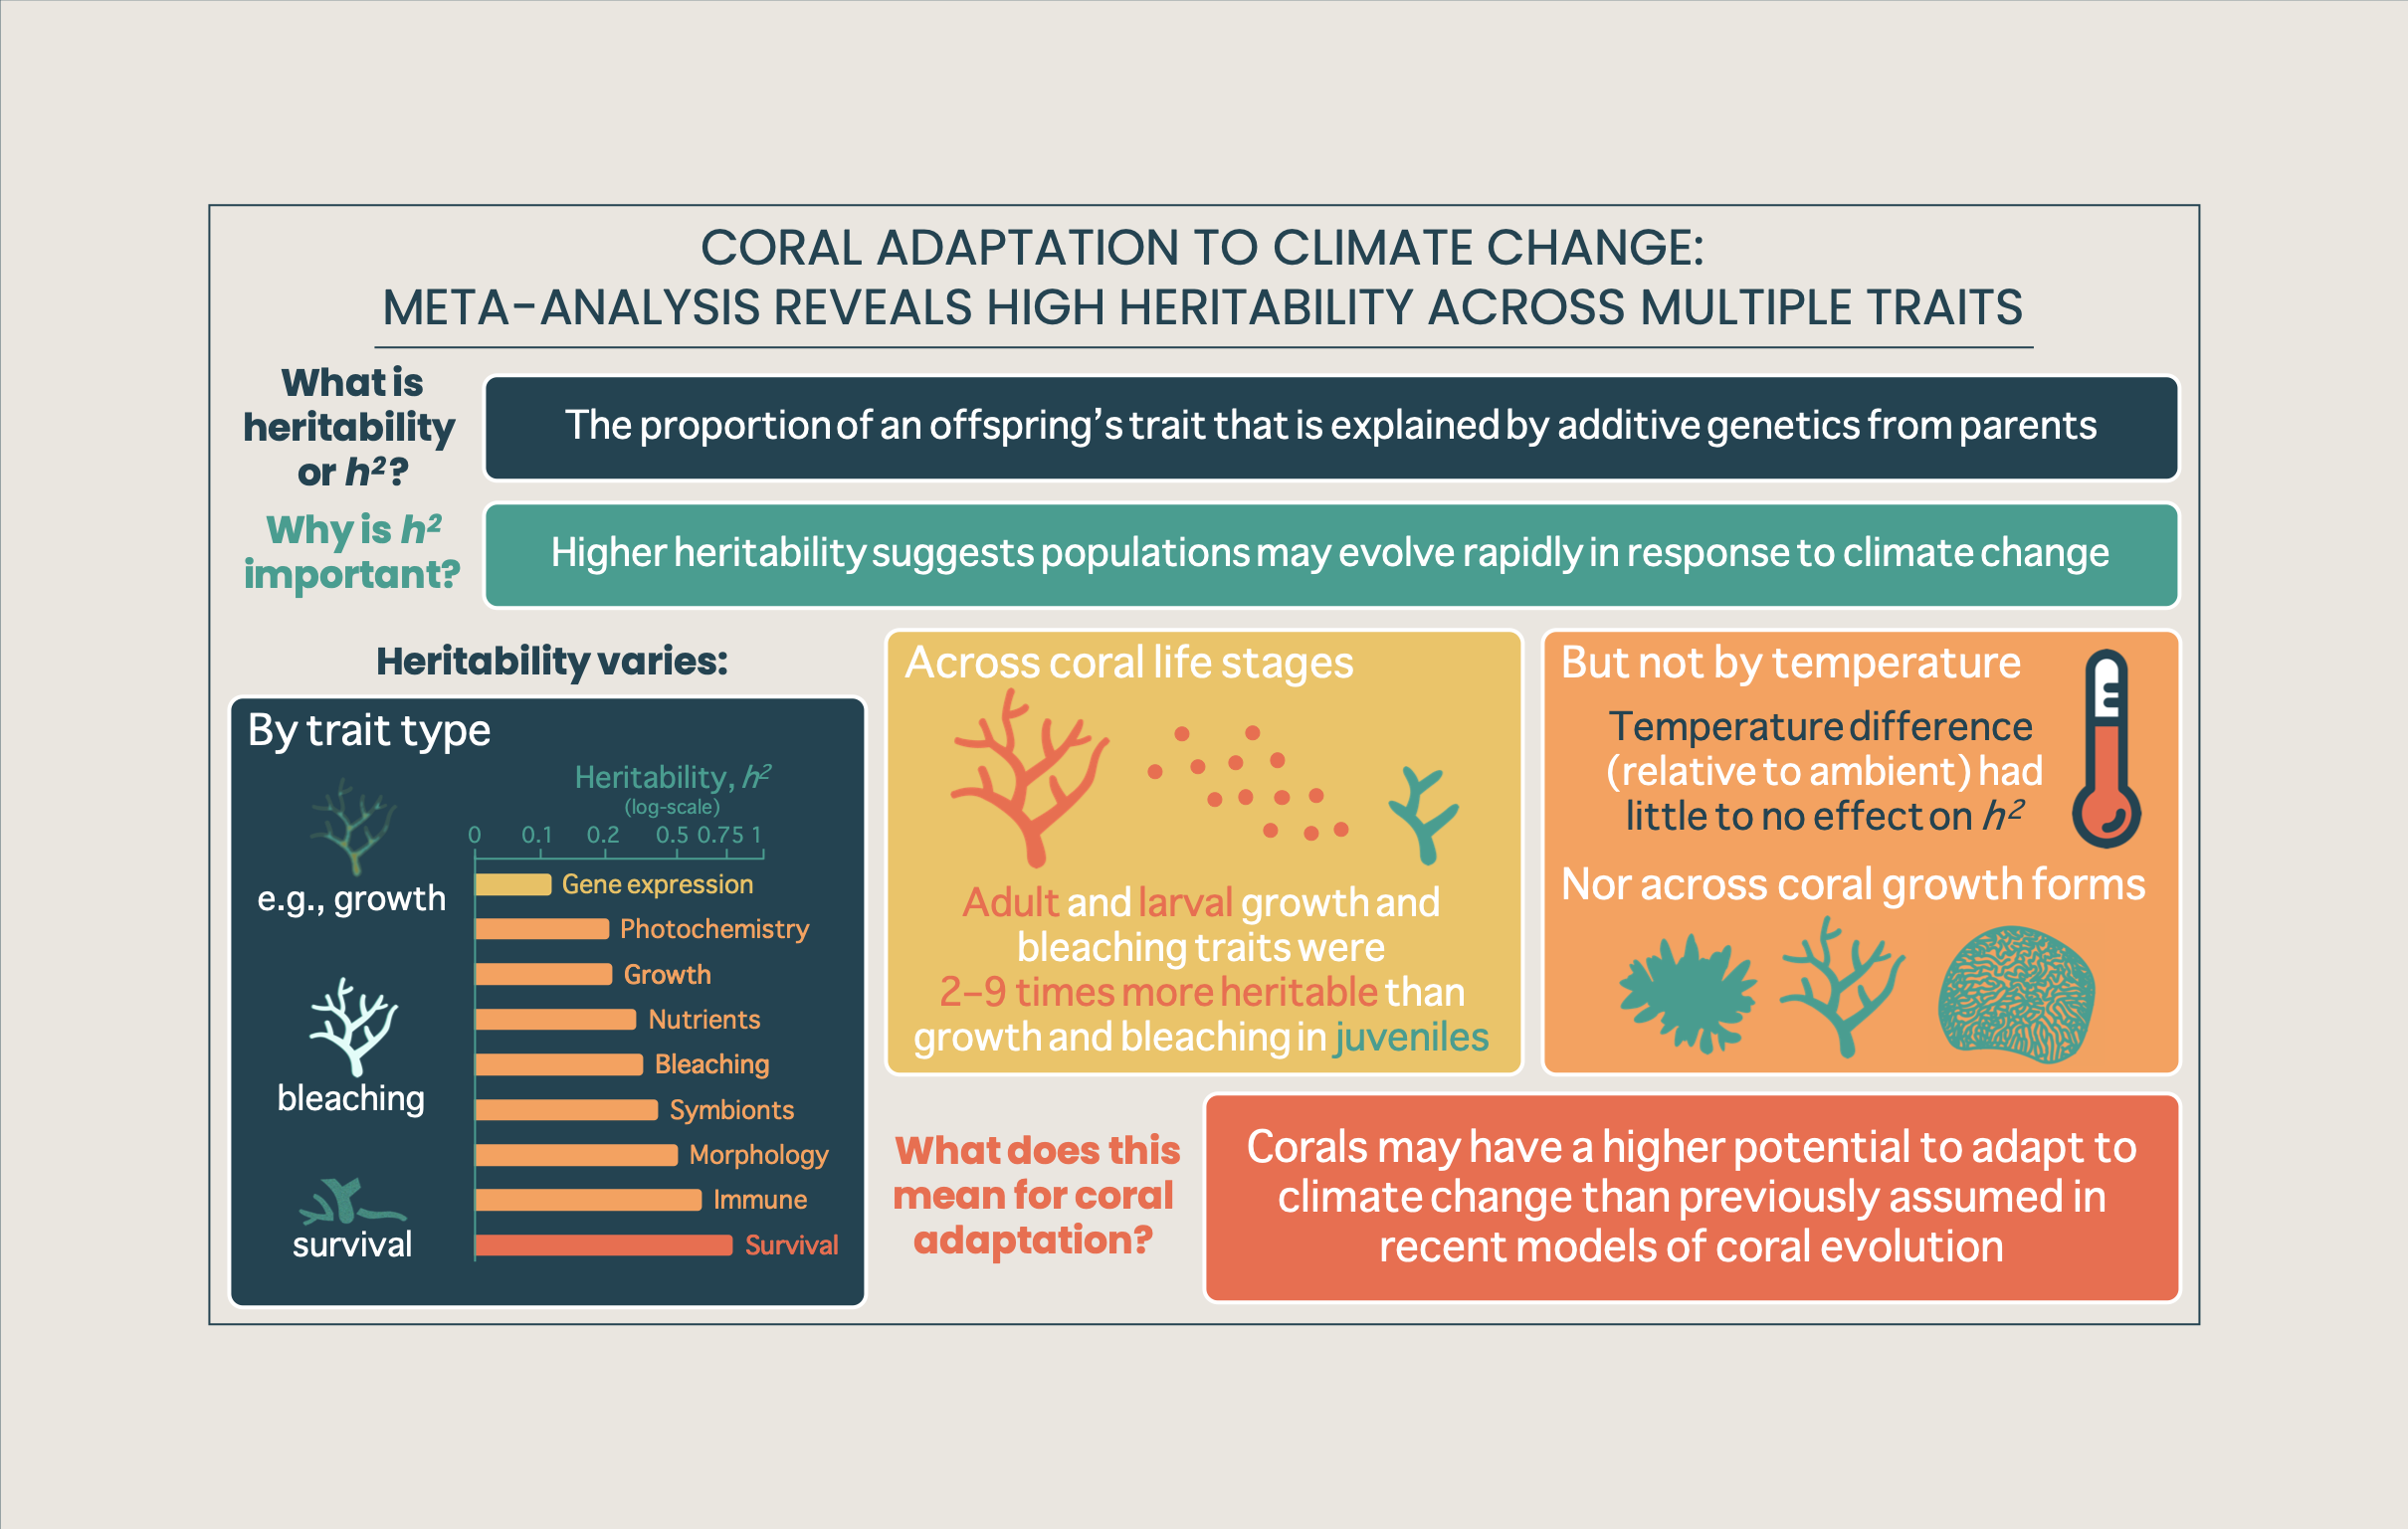 CORAL ADAPTATION TO CLIMATE CHANGE:
META-ANALYSIS REVEALS HIGH HERITABILITY ACROSS MULTIPLE TRAITS
What is
heritability
or h²?
The proportion of an offspring’s trait that is explained by additive genetics from parents
Why is h²
important?
Higher heritability suggests populations may evolve rapidly in response to climate change
Heritability varies:
By trait type
e.g., growth
bleaching
survival
Heritability, h²
(log-scale)
0 0.1 0.2 0.5 0.75 1
Gene expression
Photochemistry
Growth
Nutrients
Bleaching
Symbionts
Morphology
Immune
Survival
Across coral life stages
Adult and larval growth and
bleaching traits were
2–9 times more heritable than
growth and bleaching in juveniles
But not by temperature
Temperature difference
(relative to ambient) had
little to no effect on h²
Nor across coral growth forms
What does this
mean for coral
adaptation?
Corals may have a higher potential to adapt to
climate change than previously assumed in
recent models of coral evolution